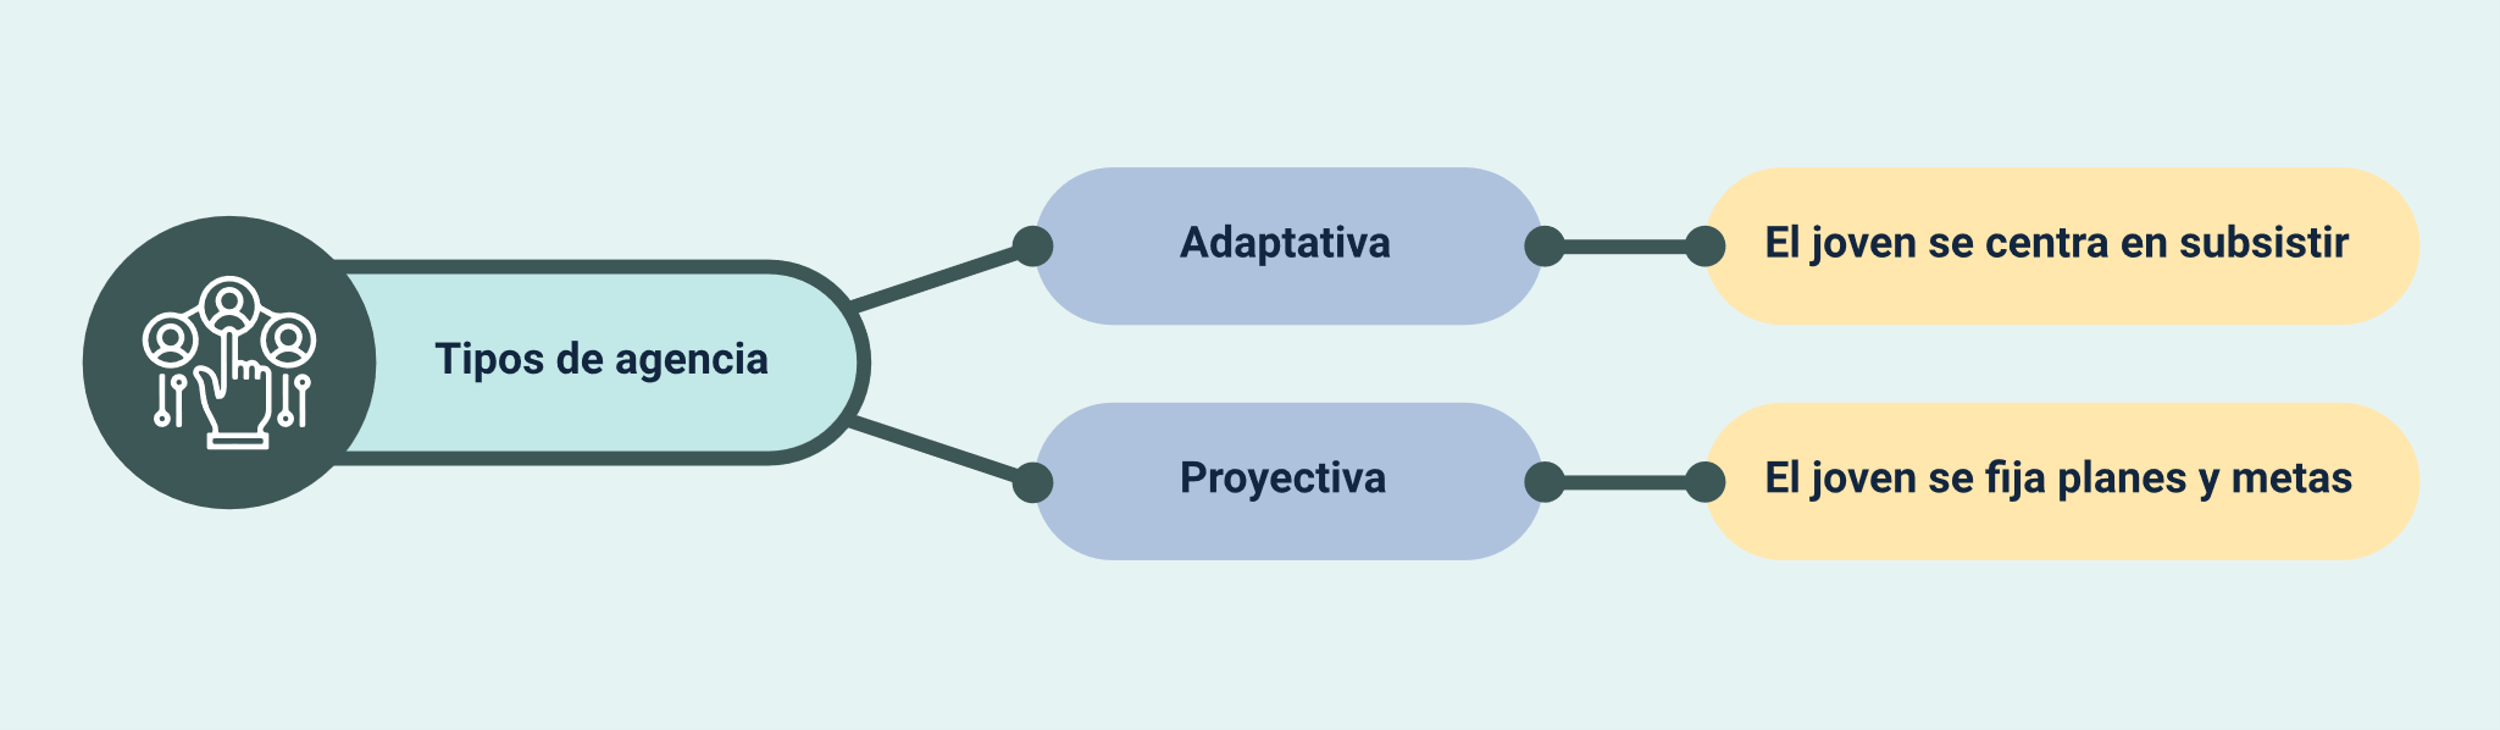 Tipos de agencia
Adaptativa
El joven se centra en subsistir
Proyectiva
El joven se fija planes y metas